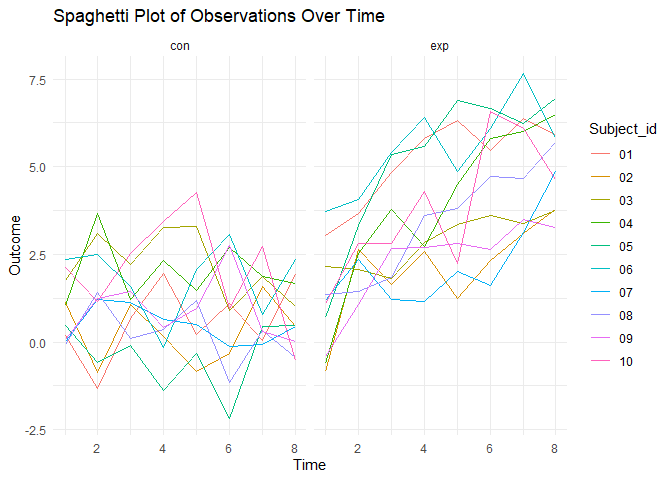 Spaghetti Plot of Observations Over Time
con
exp
7.5
5.0
2.5
0.0
-2.5
Outcome
2 4 6 8
2 4 6 8
Time
Subject_id
01
02
03
04
05
06
07
08
09
10